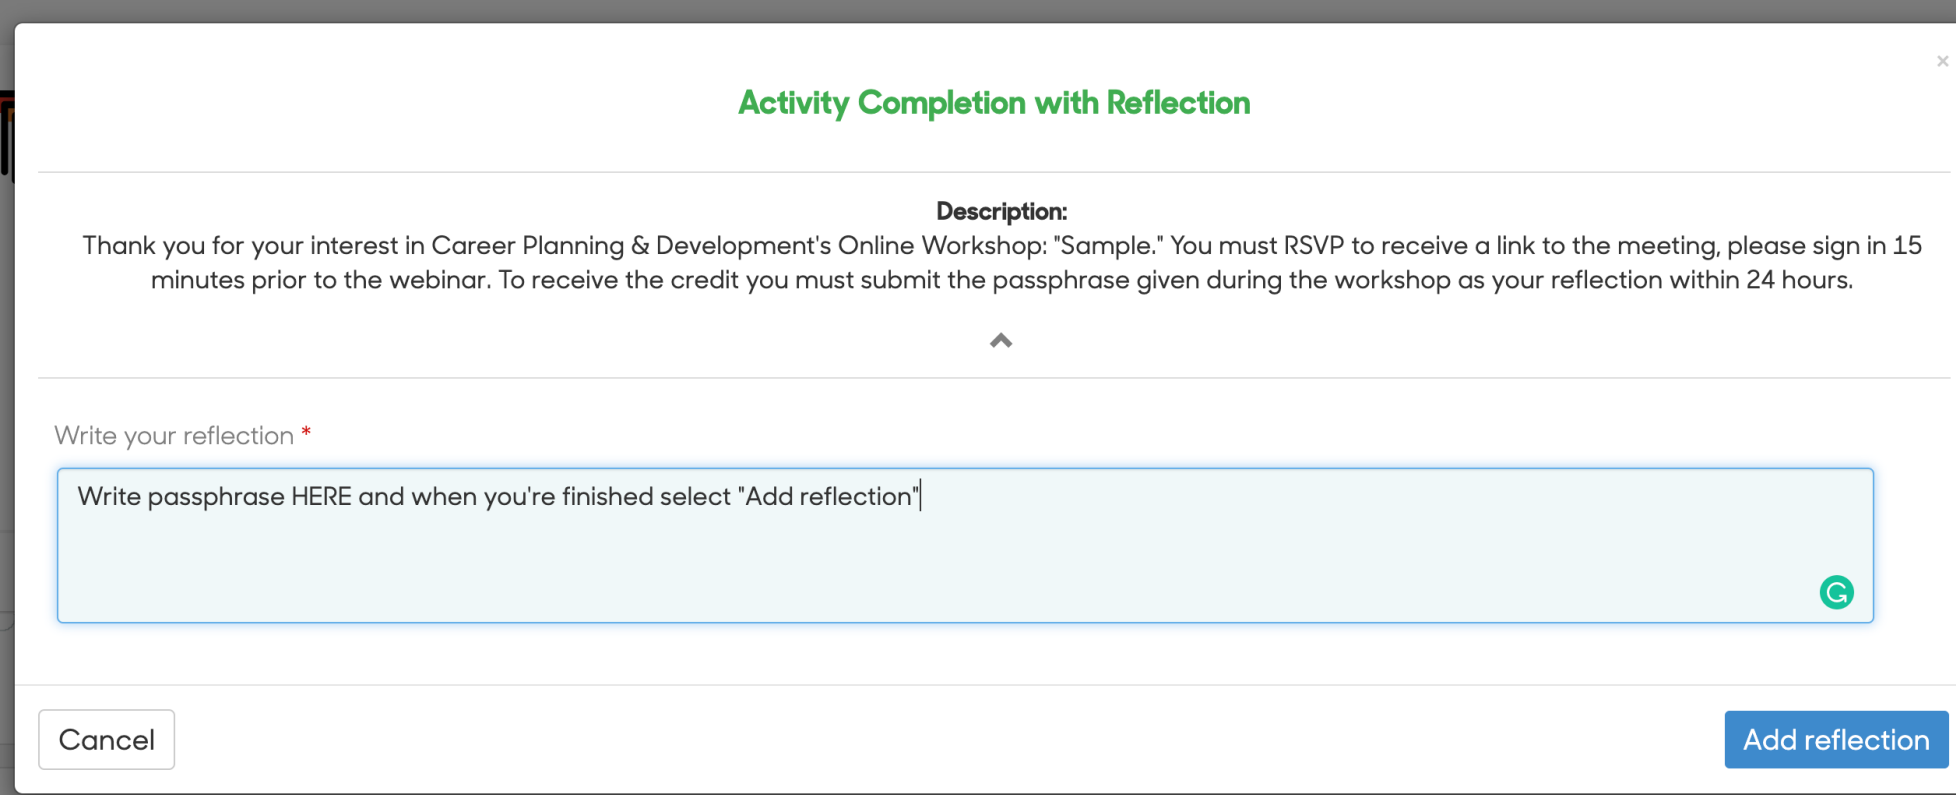 ×
Activity Completion with Reflection
Description:
Thank you for your interest in Career Planning & Development's Online Workshop: "Sample." You must RSVP to receive a link to the meeting, please sign in 15
minutes prior to the webinar. To receive the credit you must submit the passphrase given during the workshop as your reflection within 24 hours.
Write your reflection *
Write passphrase HERE and when you're finished select "Add reflection"
Cancel
Add reflection